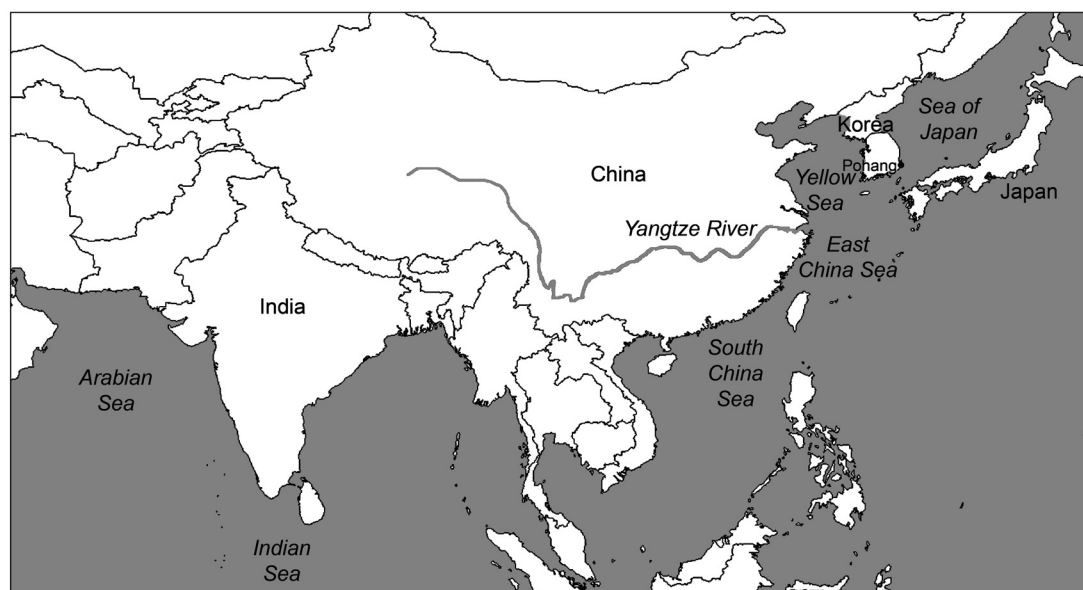 Sea of
Japan
Korea
Pohang
China
Yellow
Sea
Japan
Yangtze River
East
China Sea
India
South
China
Sea
Arabian
Sea
Indian
Sea